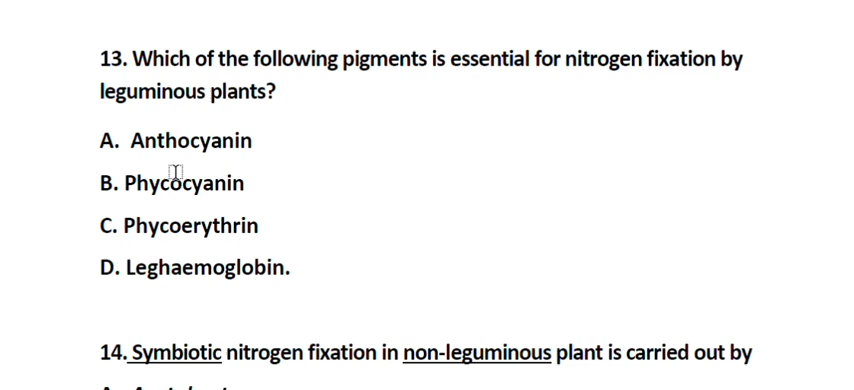 13. Which of the following pigments is essential for nitrogen fixation by
leguminous plants?
A. Anthocyanin
B. Phycocyanin
C. Phycoerythrin
D. Leghaemoglobin.
14. Symbiotic nitrogen fixation in non-leguminous plant is carried out by